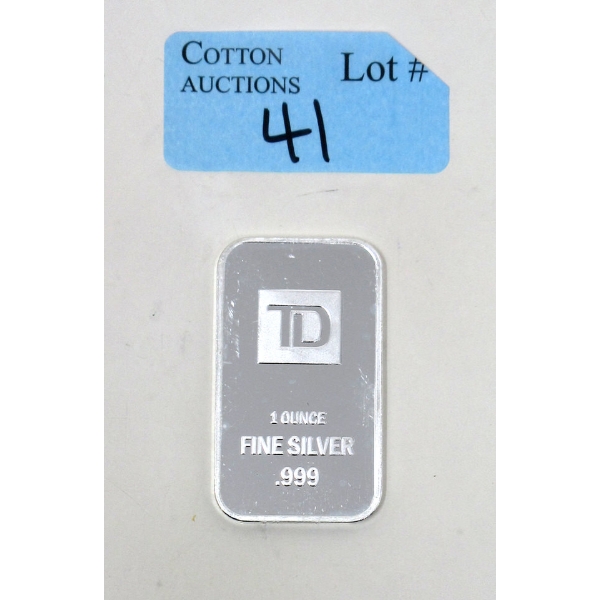 COTTON AUCTIONS
Lot #
41
TD
1 OUNCE
FINE SILVER
.999